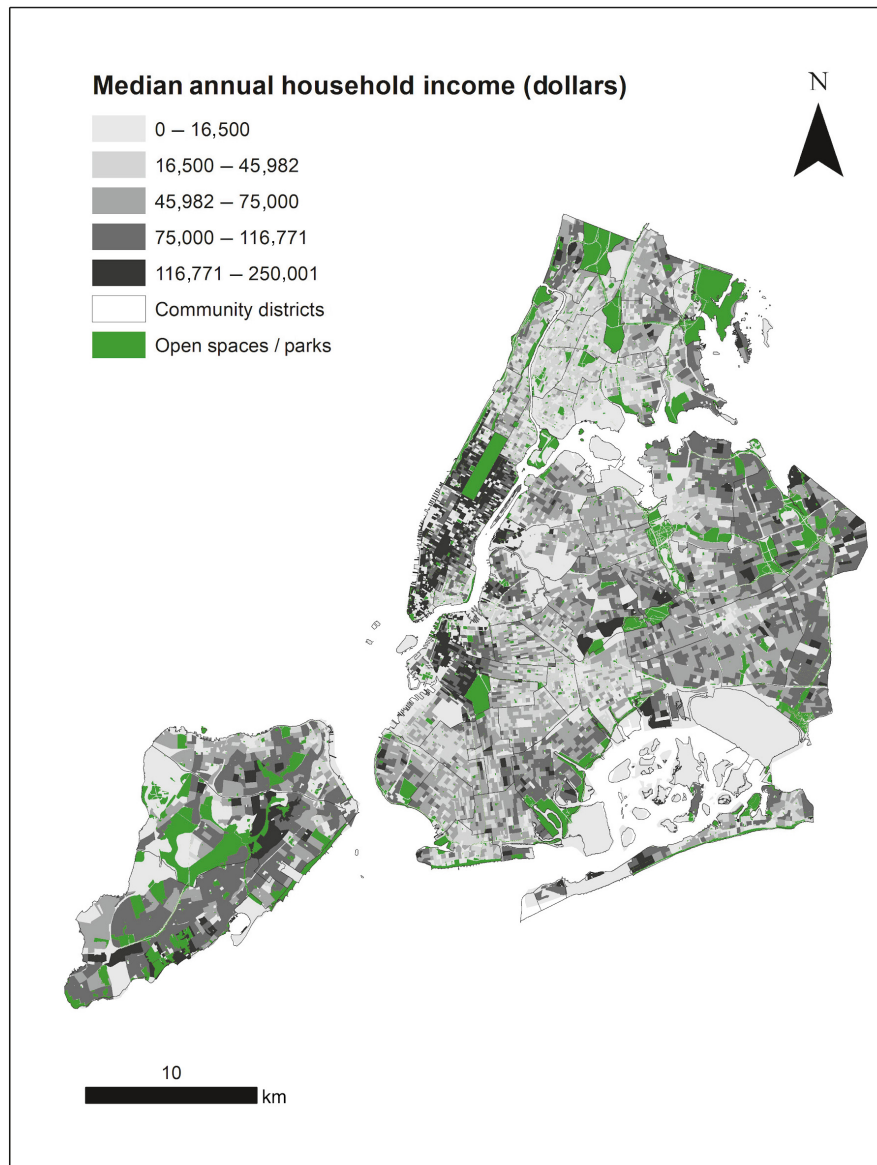 Median annual household income (dollars)
N
0 – 16,500
16,500 – 45,982
45,982 – 75,000
75,000 – 116,771
116,771 – 250,001
Community districts
Open spaces / parks
10
km